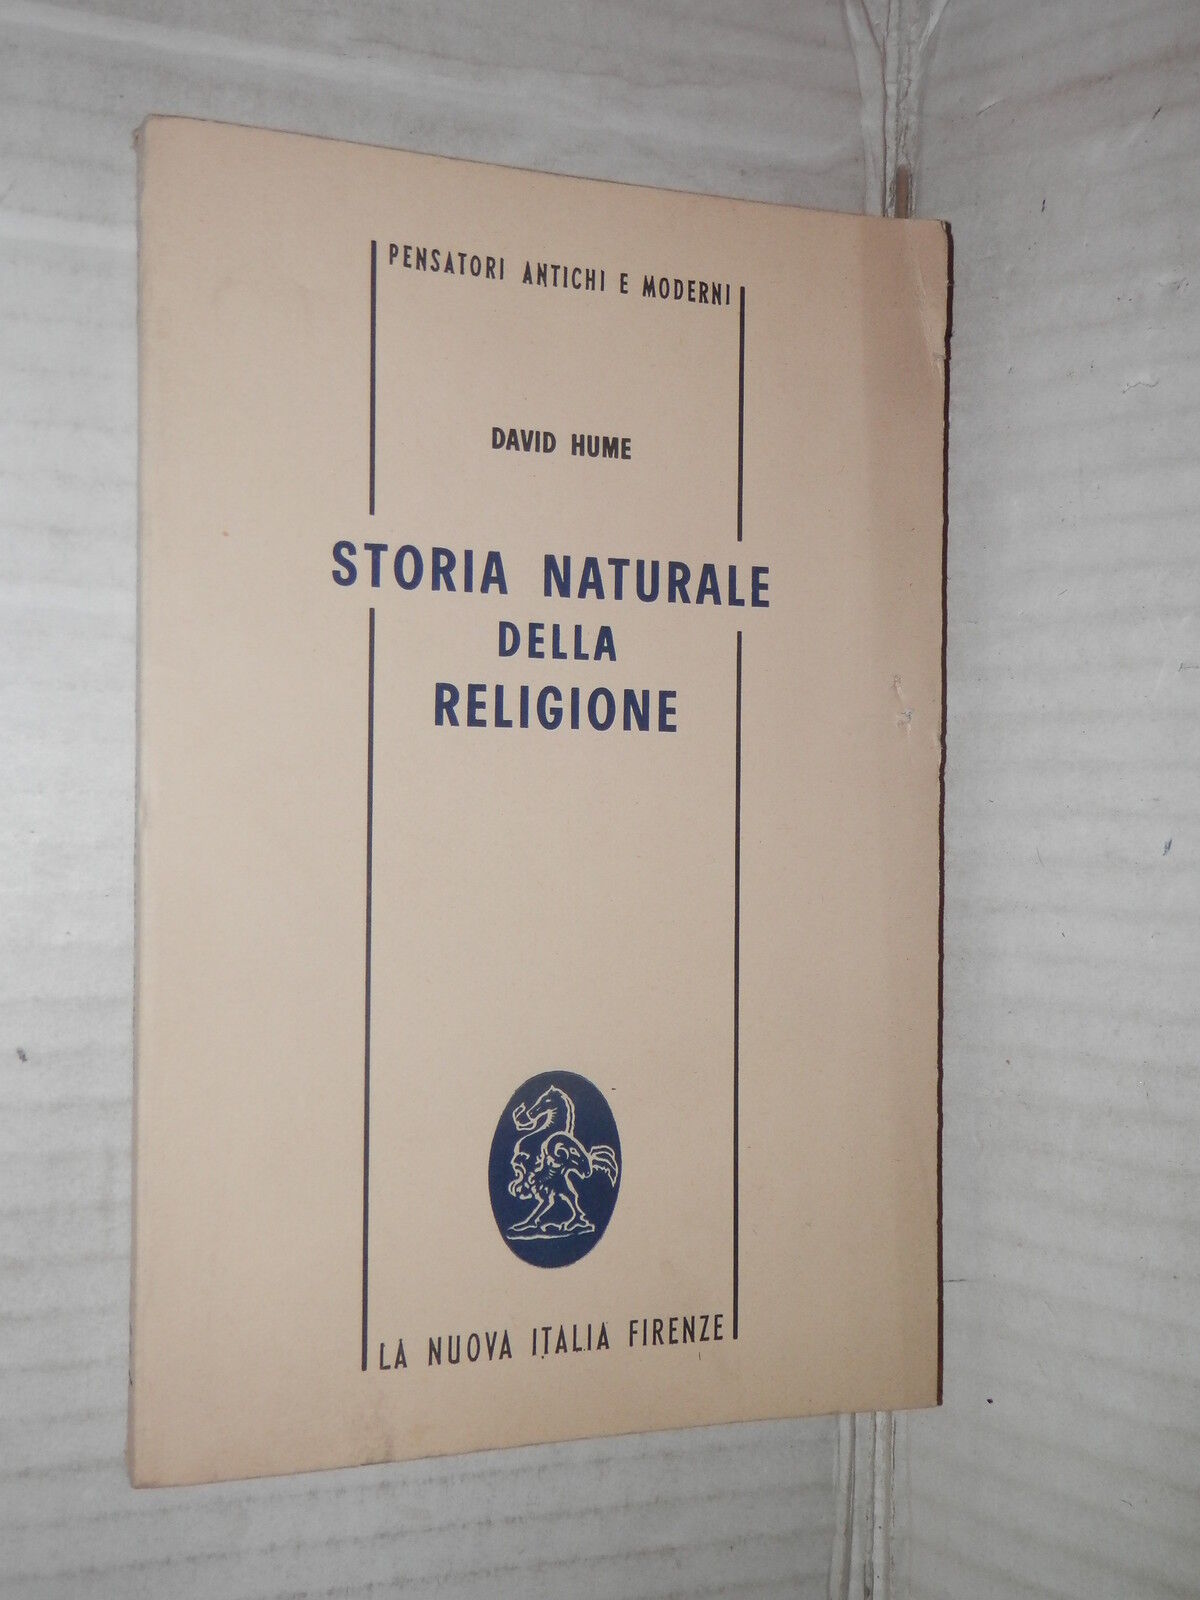 PENSATORI ANTICHI E MODERNI
DAVID HUME
STORIA NATURALE
DELLA
RELIGIONE
LA NUOVA ITALIA FIRENZE